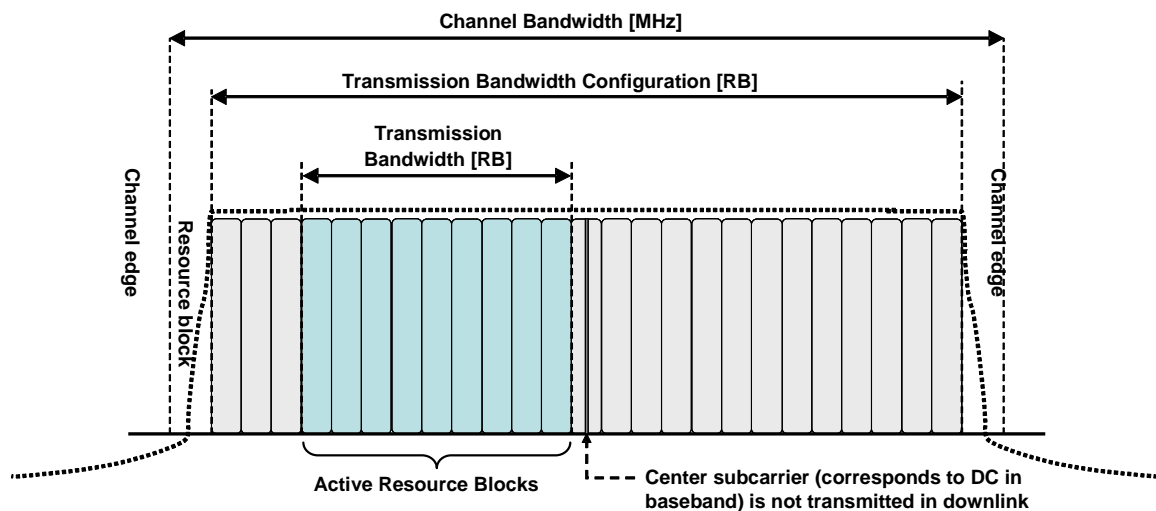 Channel Bandwidth [MHz]
Transmission Bandwidth Configuration [RB]
Transmission
Bandwidth [RB]
Channel edge
Resource block
Channel edge
Active Resource Blocks
Center subcarrier (corresponds to DC in
baseband) is not transmitted in downlink